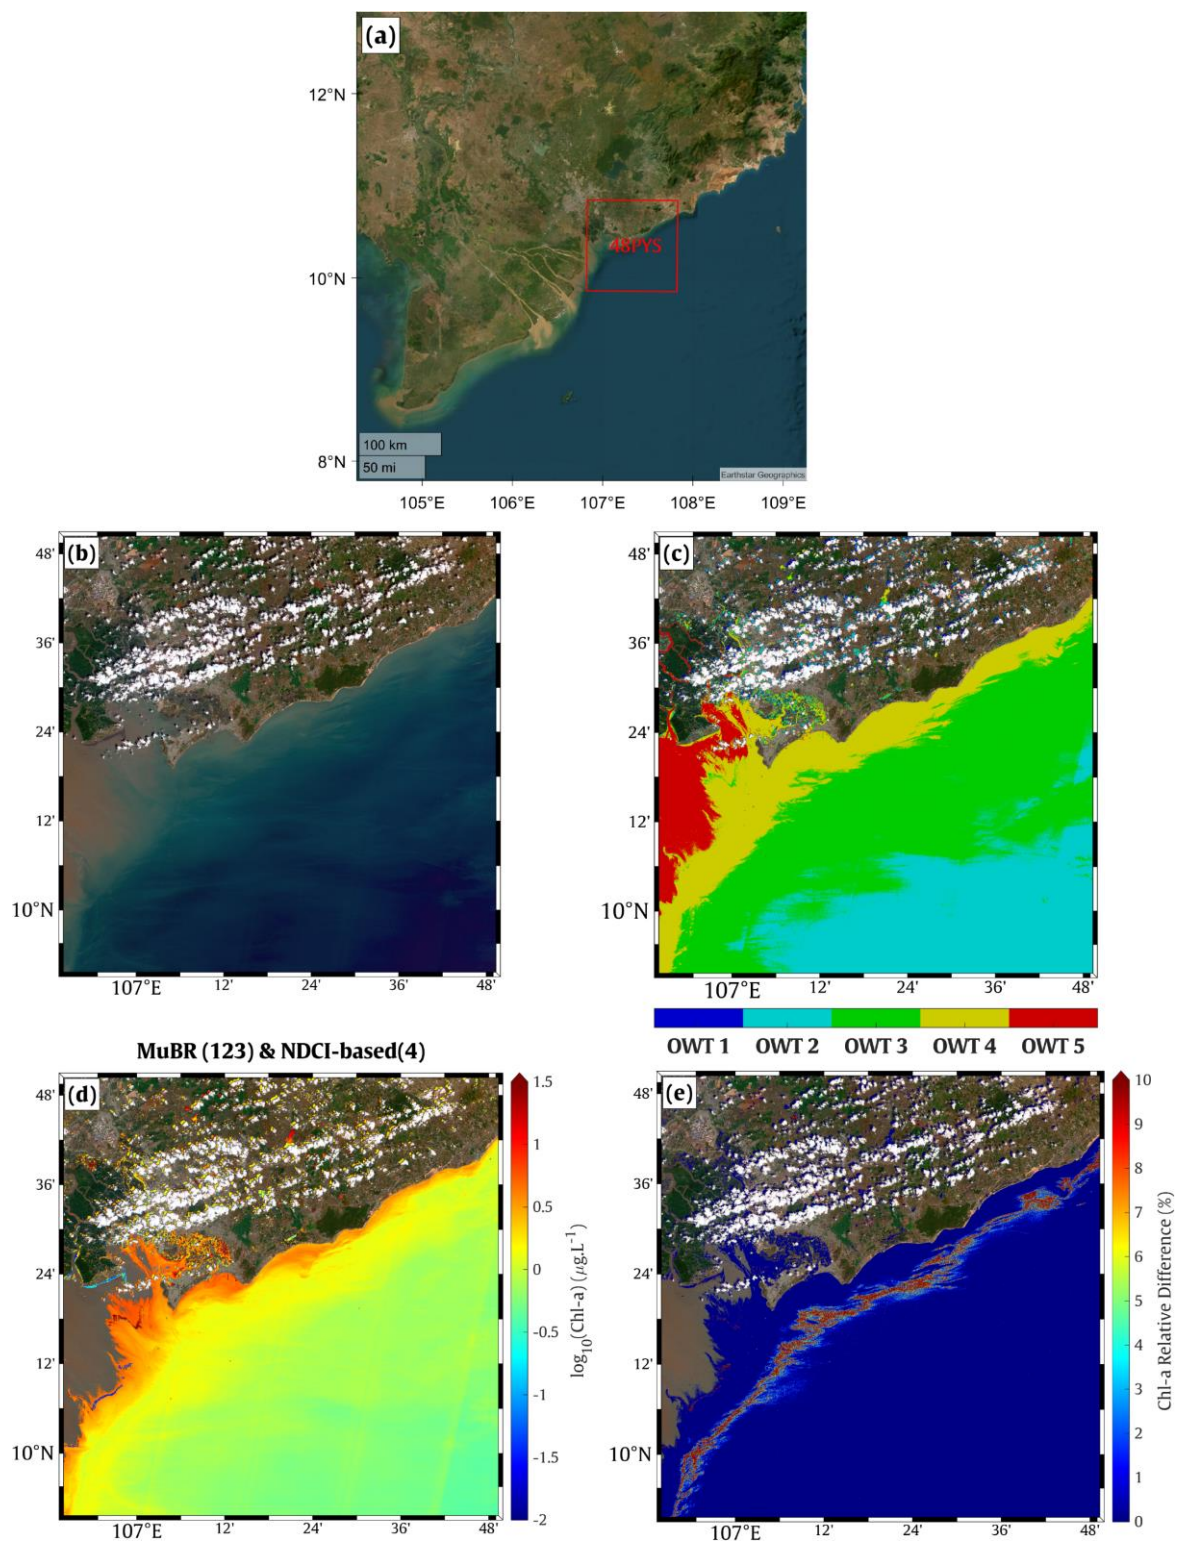 (a)
12°N
10°N
8°N
48PYS
100 km
50 mi
Earthstar Geographics
105°E 106°E 107°E 108°E 109°E
(b)
48'
36'
24'
12'
10°N
107°E 12' 24' 36' 48'
(c)
48'
36'
24'
12'
10°N
107°E 12' 24' 36' 48'
OWT 1 OWT 2 OWT 3 OWT 4 OWT 5
MuBR (123) & NDCI-based(4)
(d)
48'
36'
24'
12'
10°N
107°E 12' 24' 36' 48'
1.5
1
0.5
0
-0.5
-1
-1.5
-2
log10(Chl-a) (μg.L-1)
(e)
48'
36'
24'
12'
10°N
107°E 12' 24' 36' 48'
10
9
8
7
6
5
4
3
2
1
0
Chl-a Relative Difference (%)